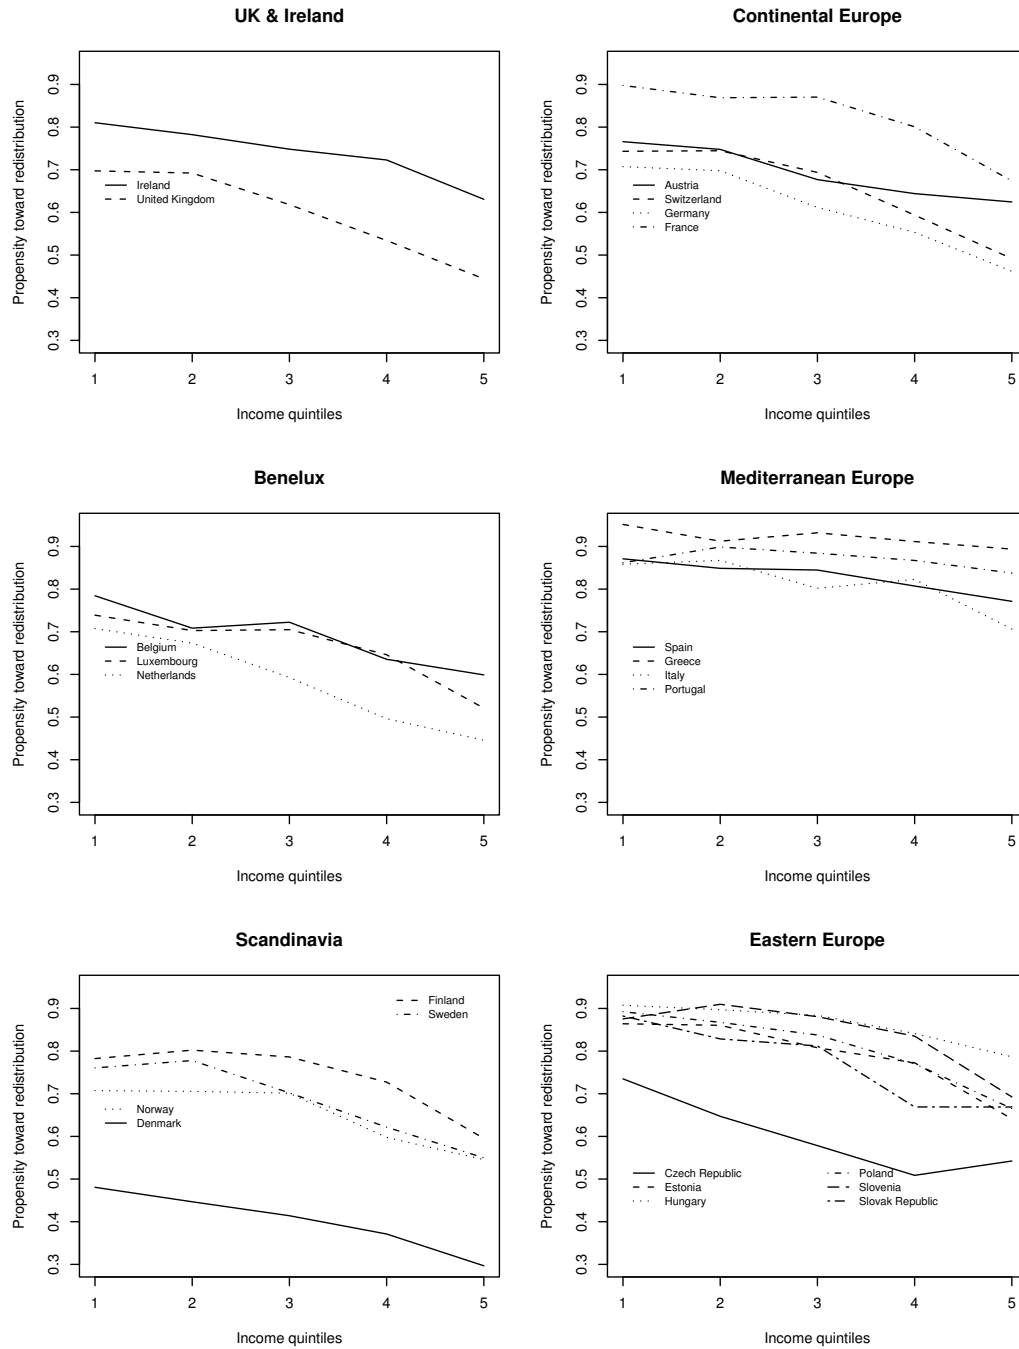 UK & Ireland
Propensity toward redistribution
0.9
0.8
0.7
0.6
0.5
0.4
0.3
Ireland
United Kingdom
1 2 3 4 5
Income quintiles
Continental Europe
Propensity toward redistribution
0.9
0.8
0.7
0.6
0.5
0.4
0.3
Austria
Switzerland
Germany
France
1 2 3 4 5
Income quintiles
Benelux
Propensity toward redistribution
0.9
0.8
0.7
0.6
0.5
0.4
0.3
Belgium
Luxembourg
Netherlands
1 2 3 4 5
Income quintiles
Mediterranean Europe
Propensity toward redistribution
0.9
0.8
0.7
0.6
0.5
0.4
0.3
Spain
Greece
Italy
Portugal
1 2 3 4 5
Income quintiles
Scandinavia
Propensity toward redistribution
0.9
0.8
0.7
0.6
0.5
0.4
0.3
Finland
Sweden
Norway
Denmark
1 2 3 4 5
Income quintiles
Eastern Europe
Propensity toward redistribution
0.9
0.8
0.7
0.6
0.5
0.4
0.3
Czech Republic
Estonia
Hungary
Poland
Slovenia
Slovak Republic
1 2 3 4 5
Income quintiles